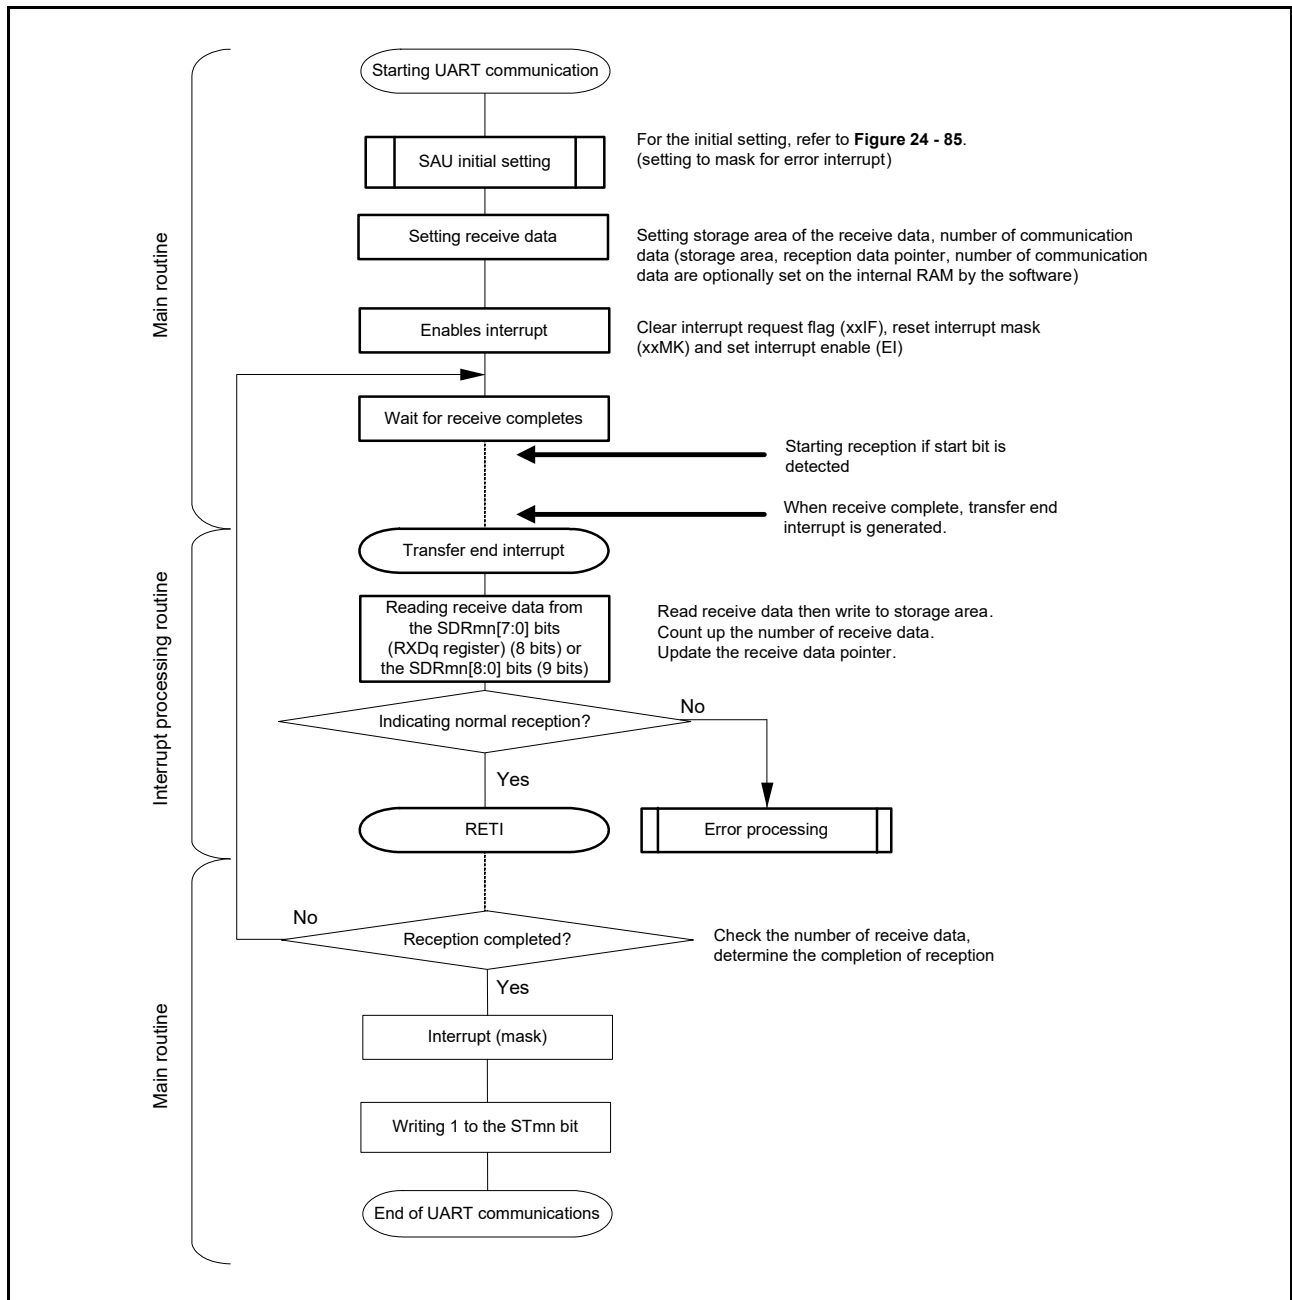 Starting UART communication
SAU initial setting
For the initial setting, refer to Figure 24 - 85.
(setting to mask for error interrupt)
Setting receive data
Setting storage area of the receive data, number of communication
data (storage area, reception data pointer, number of communication
data are optionally set on the internal RAM by the software)
Main routine
Enables interrupt
Clear interrupt request flag (xxIF), reset interrupt mask
(xxMK) and set interrupt enable (EI)
Wait for receive completes
Starting reception if start bit is
detected
When receive complete, transfer end
interrupt is generated.
Transfer end interrupt
Interrupt processing routine
Reading receive data from
the SDRmn[7:0] bits
(RXDq register) (8 bits) or
the SDRmn[8:0] bits (9 bits)
Read receive data then write to storage area.
Count up the number of receive data.
Update the receive data pointer.
Indicating normal reception?
No
Yes
RETI
Error processing
No
Reception completed?
Check the number of receive data,
determine the completion of reception
Yes
Main routine
Interrupt (mask)
Writing 1 to the STmn bit
End of UART communications